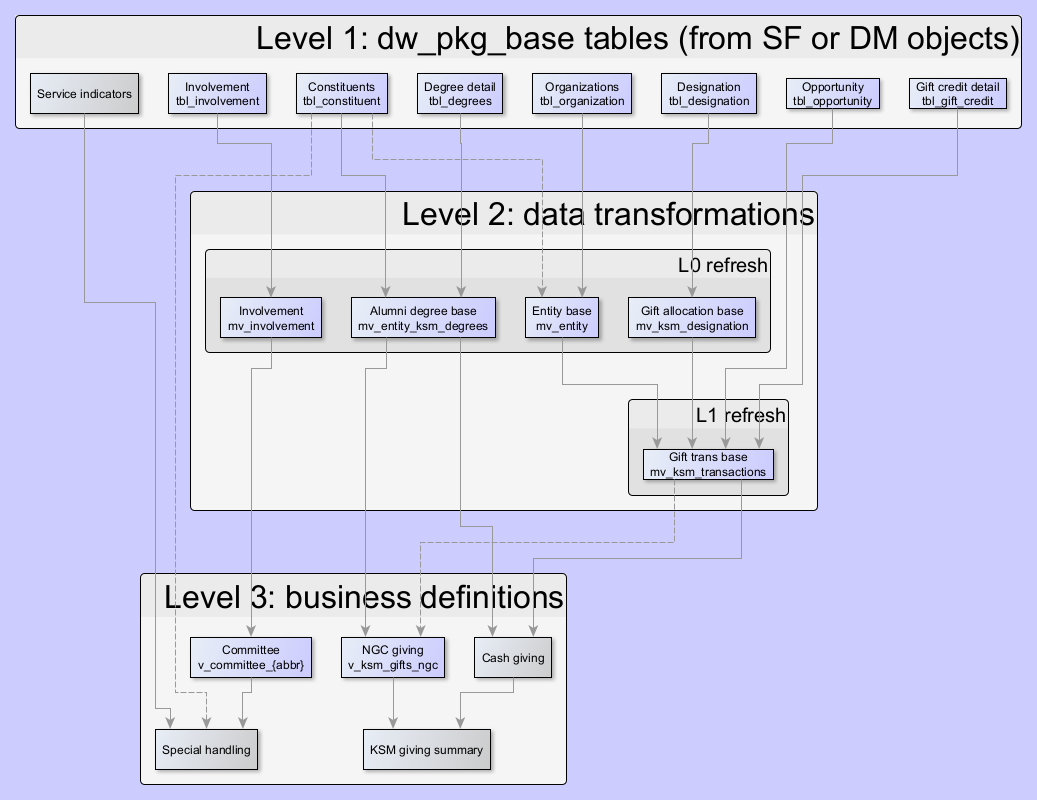 Level 1: dw_pkg_base tables (from SF or DM objects)
Service indicators
Involvement
tbl_involvement
Constituents
tbl_constituent
Degree detail
tbl_degrees
Organizations
tbl_organization
Designation
tbl_designation
Opportunity
tbl_opportunity
Gift credit detail
tbl_gift_credit
Level 2: data transformations
L0 refresh
Involvement
mv_involvement
Alumni degree base
mv_entity_ksm_degrees
Entity base
mv_entity
Gift allocation base
mv_ksm_designation
L1 refresh
Gift trans base
mv_ksm_transactions
Level 3: business definitions
Committee
v_committee_{abbr}
NGC giving
v_ksm_gifts_ngc
Cash giving
Special handling
KSM giving summary